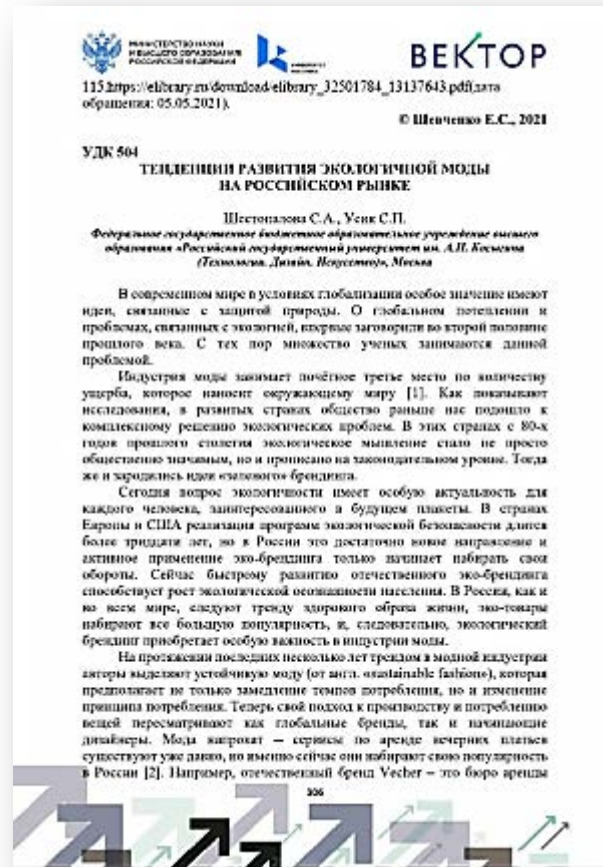 МИНИСТЕРСТВО НАУКИ
И ВЫСШЕГО ОБРАЗОВАНИЯ
РОССИЙСКОЙ ФЕДЕРАЦИИ
УНИВЕРСИТЕТ
ВЕКТОР
115.https://elibrary.ru/download/elibrary_32501784_13137643.pdf(дата
обращения: 05.05.2021).
© Шевченко Е.С., 2021
УДК 504
ТЕНДЕНЦИИ РАЗВИТИЯ ЭКОЛОГИЧНОЙ МОДЫ
НА РОССИЙСКОМ РЫНКЕ
Шестопалова С.А., Усик С.П.
Федеральное государственное бюджетное образовательное учреждение высшего
образования «Российский государственный университет им. А.Н. Косыгина
(Технологии. Дизайн. Искусство)», Москва
В современном мире в условиях глобализации особое значение имеют
идеи, связанные с защитой природы. О глобальном потеплении и
проблемах, связанных с экологией, впервые заговорили во второй половине
прошлого века. С тех пор множество ученых занимаются данной
проблемой.
Индустрия моды занимает почётное третье место по количеству
ущерба, которое наносит окружающему миру [1]. Как показывают
исследования, в развитых странах общество раньше нас подошло к
комплексному решению экологических проблем. В этих странах с 80-х
годов прошлого столетия экологическое мышление стало не просто
общественно значимым, но и прописано на законодательном уровне. Тогда
же и зародились идеи «зеленого» брендинга.
Сегодня вопрос экологичности имеет особую актуальность для
каждого человека, заинтересованного в будущем планеты. В странах
Европы и США реализация программ экологической безопасности длится
более тридцати лет, но в России это достаточно новое направление и
активное применение эко-брендинга только начинает набирать свои
обороты. Сейчас быстрому развитию отечественного эко-брендинга
способствует рост экологической осознанности населения. В России, как и
во всем мире, следуют тренду здорового образа жизни, эко-товары
набирают все большую популярность, и, следовательно, экологический
брендинг приобретает особую важность в индустрии моды.
На протяжении последних несколько лет трендом в модной индустрии
авторы выделяют устойчивую моду (от англ. «sustainable fashion»), которая
предполагает не только замедление темпов потребления, но и изменение
принципа потребления. Теперь свой подход к производству и потреблению
вещей пересматривают как глобальные бренды, так и начинающие
дизайнеры. Мода напрокат – сервисы по аренде вечерних платьев
существуют уже давно, но именно сейчас они набирают свою популярность
в России [2]. Например, отечественный бренд Vecher – это бюро аренды
306